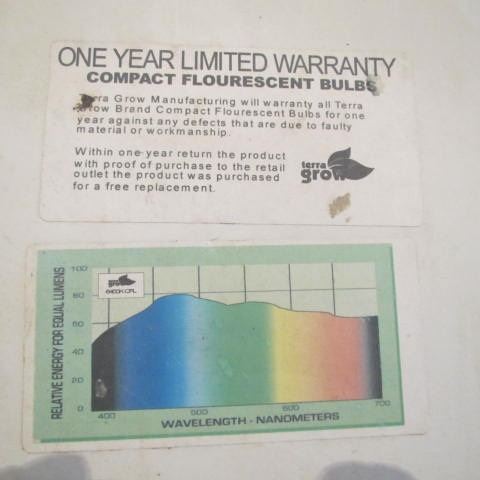 ONE YEAR LIMITED WARRANTY
COMPACT FLOURESCENT BULBS
Grow Manufacturing will warranty all Terra
Brand Compact Flourescent Bulbs for one
year against any defects that are due to faulty
material or workmanship.
Within one year return the product
with proof of purchase to the retail
outlet the product was purchased
for a free replacement.
terra
grow
RELATIVE ENERGY FOR EQUAL LUMENS
100
80
60
40
20
0
grow
6400K CFL
400
500
600
700
WAVELENGTH - NANOMETERS